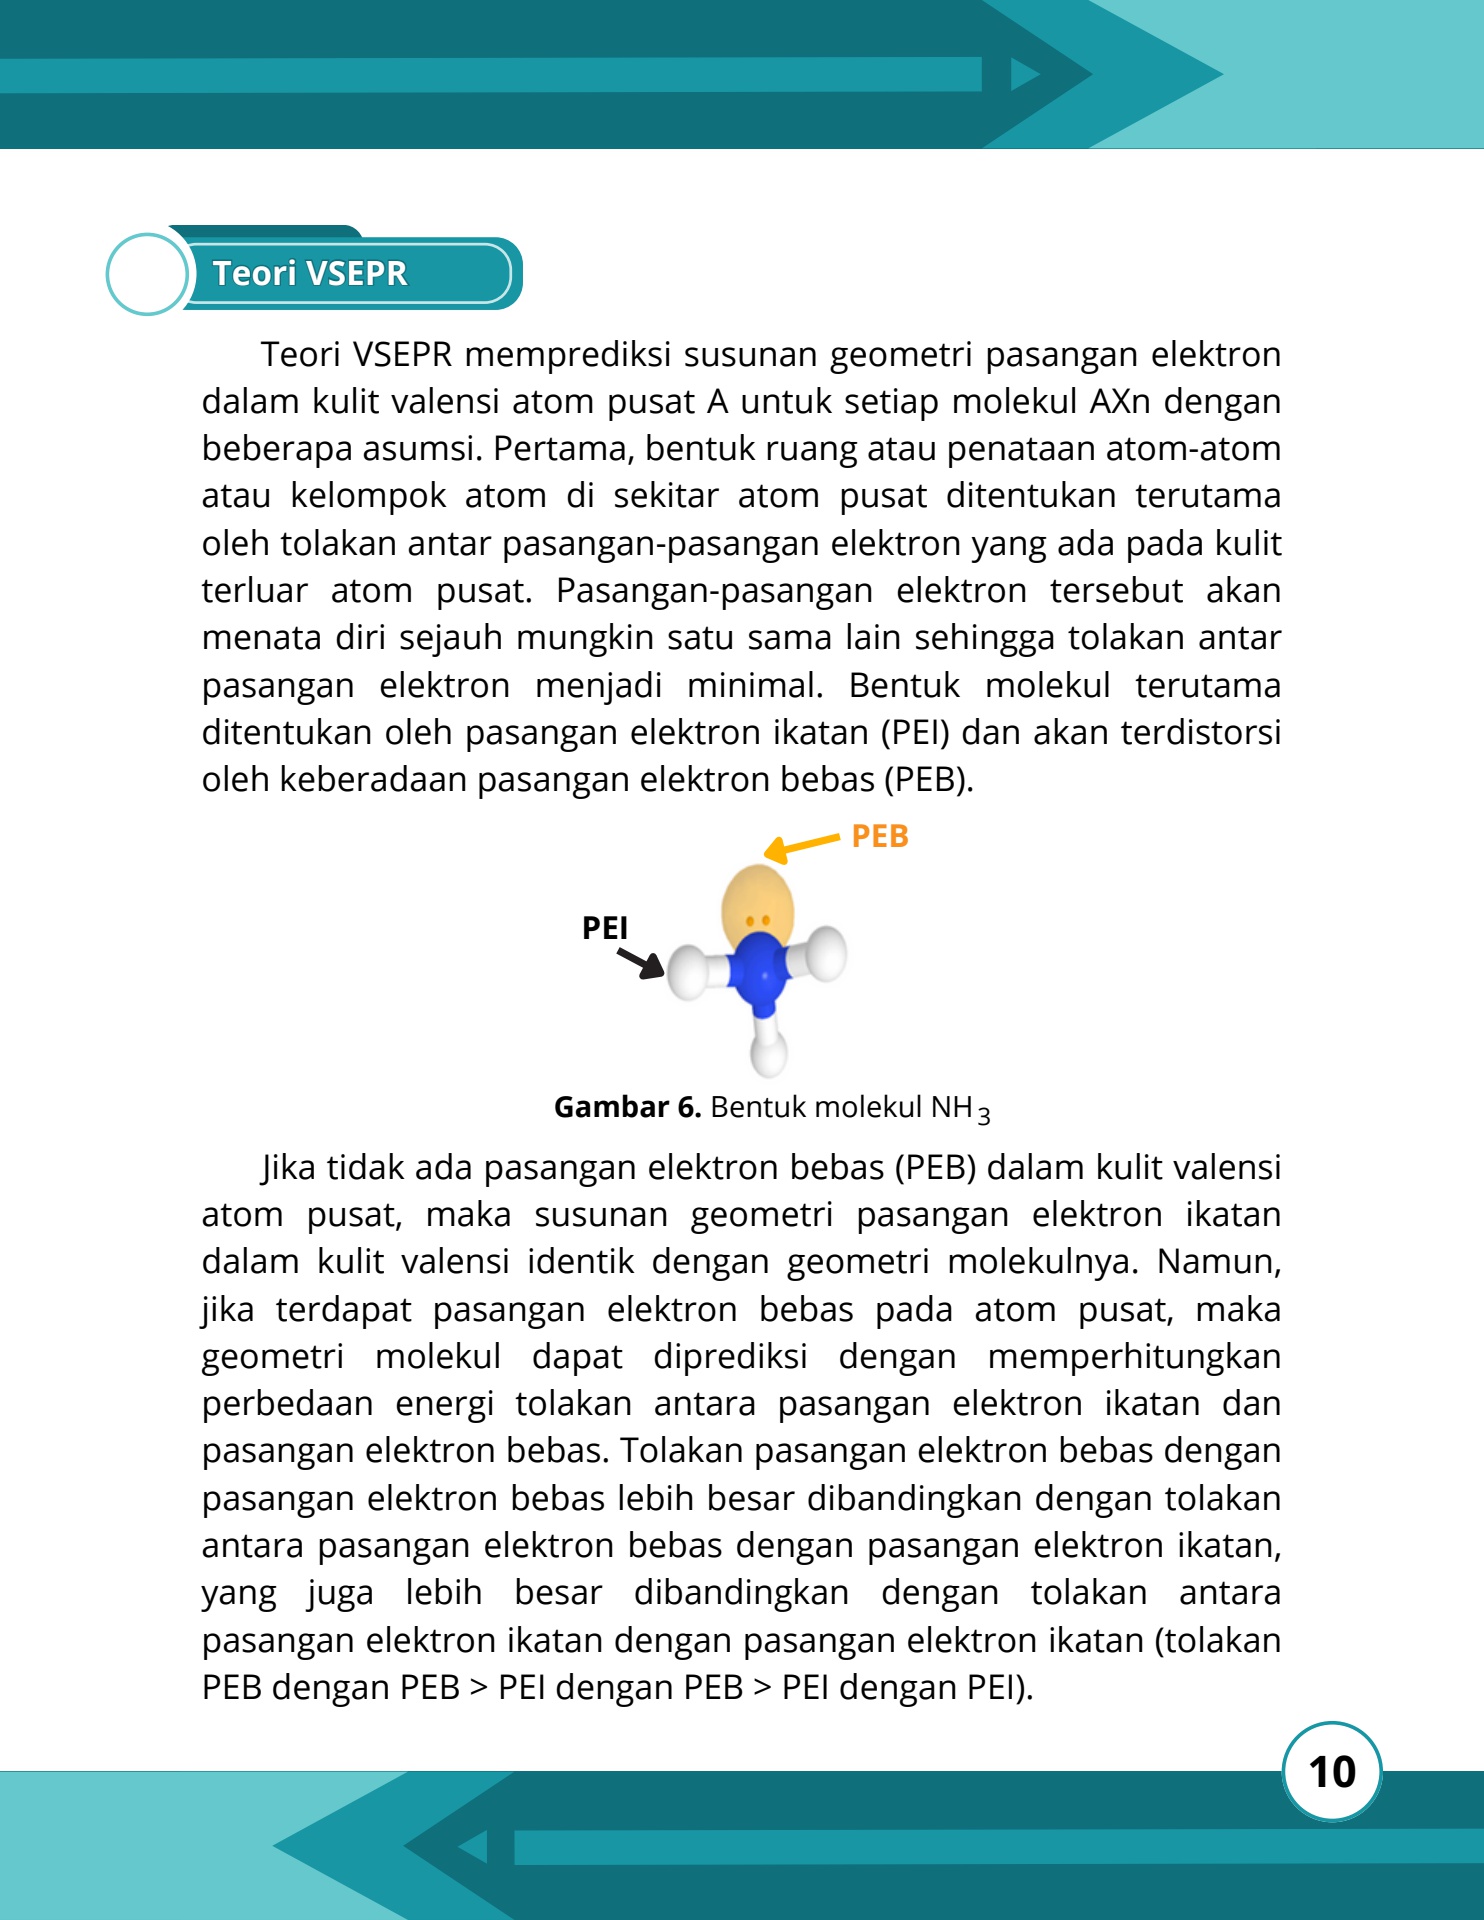 Teori VSEPR
Teori VSEPR memprediksi susunan geometri pasangan elektron
dalam kulit valensi atom pusat A untuk setiap molekul AXn dengan
beberapa asumsi. Pertama, bentuk ruang atau penataan atom-atom
atau kelompok atom di sekitar atom pusat ditentukan terutama
oleh tolakan antar pasangan-pasangan elektron yang ada pada kulit
terluar atom pusat. Pasangan-pasangan elektron tersebut akan
menata diri sejauh mungkin satu sama lain sehingga tolakan antar
pasangan elektron menjadi minimal. Bentuk molekul terutama
ditentukan oleh pasangan elektron ikatan (PEI) dan akan terdistorsi
oleh keberadaan pasangan elektron bebas (PEB).
PEB
PEI
Gambar 6. Bentuk molekul NH3
Jika tidak ada pasangan elektron bebas (PEB) dalam kulit valensi
atom pusat, maka susunan geometri pasangan elektron ikatan
dalam kulit valensi identik dengan geometri molekulnya. Namun,
jika terdapat pasangan elektron bebas pada atom pusat, maka
geometri molekul dapat diprediksi dengan memperhitungkan
perbedaan energi tolakan antara pasangan elektron ikatan dan
pasangan elektron bebas. Tolakan pasangan elektron bebas dengan
pasangan elektron bebas lebih besar dibandingkan dengan tolakan
antara pasangan elektron bebas dengan pasangan elektron ikatan,
yang juga lebih besar dibandingkan dengan tolakan antara
pasangan elektron ikatan dengan pasangan elektron ikatan (tolakan
PEB dengan PEB > PEI dengan PEB > PEI dengan PEI).
10